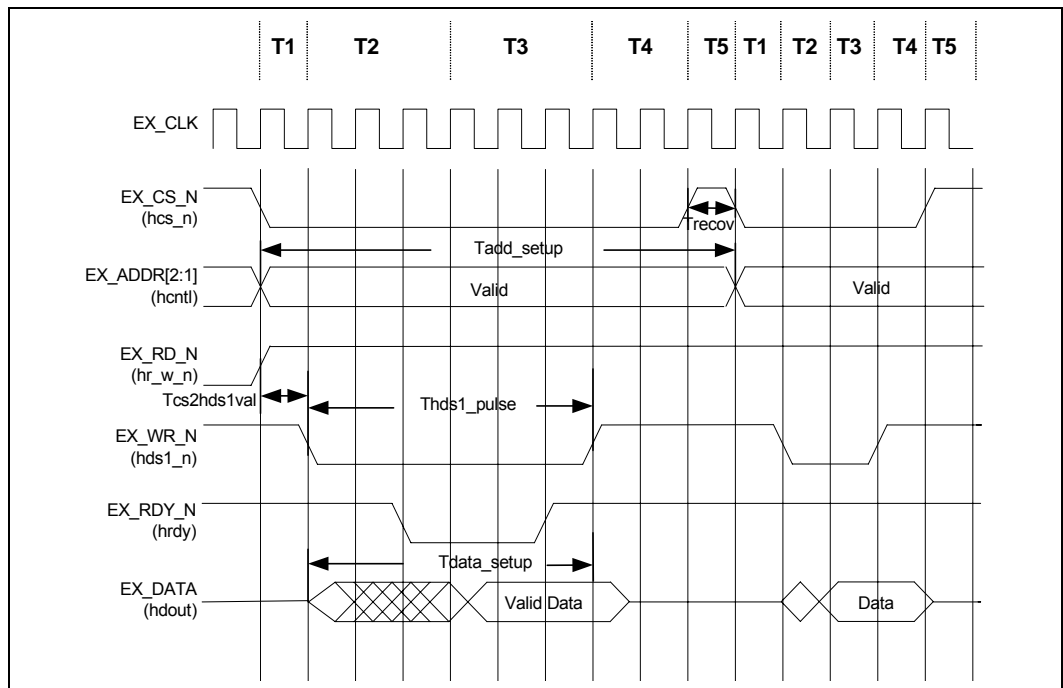 T1 T2 T3 T4 T5 T1 T2 T3 T4 T5
EX_CLK
EX_CS_N
(hcs_n)
Trecov
Tadd_setup
EX_ADDR[2:1]
(hcntl)
Valid
Valid
EX_RD_N
(hr_w_n)
Tcs2hds1val
Thds1_pulse
EX_WR_N
(hds1_n)
EX_RDY_N
(hrdy)
Tdata_setup
EX_DATA
(hdout)
Valid Data
Data